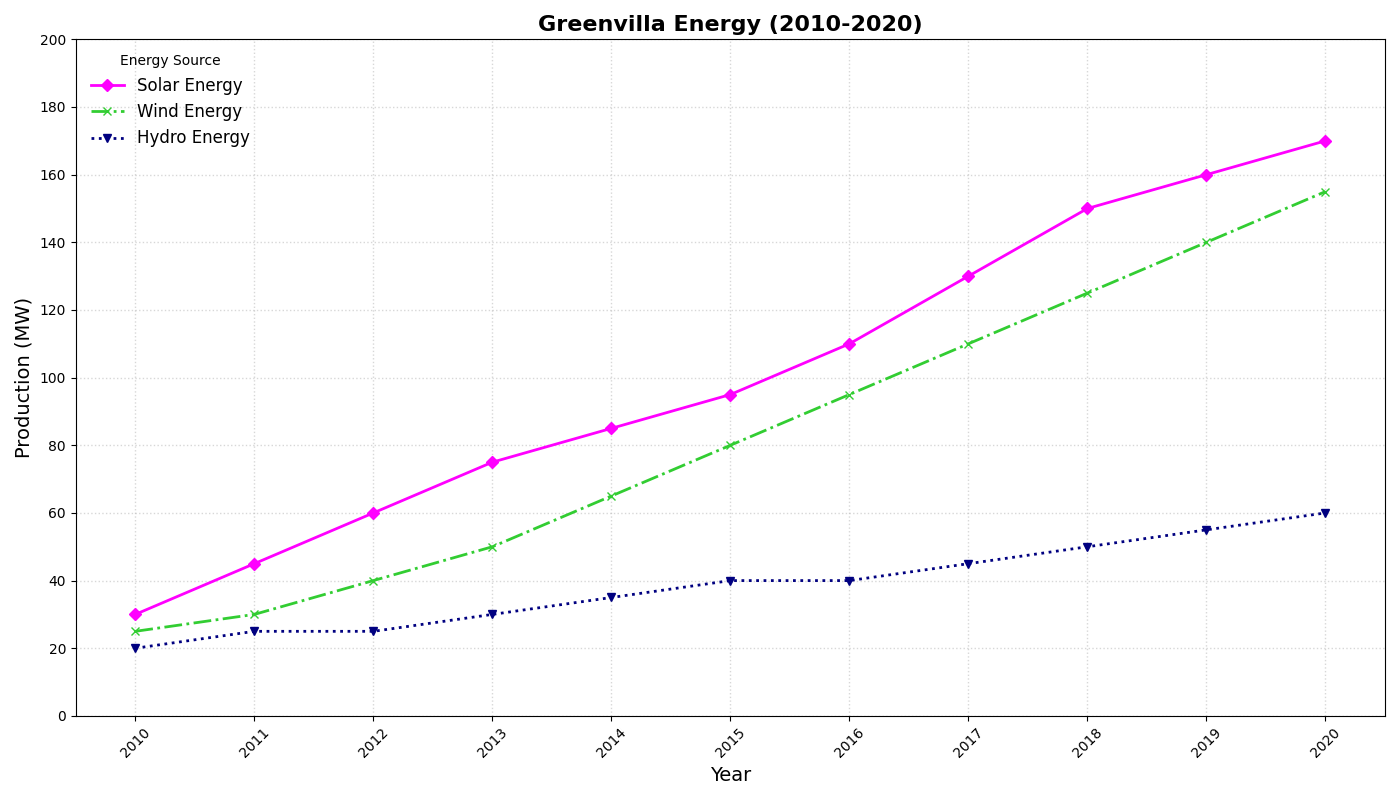 Greenvilla Energy (2010-2020)
Energy Source
Solar Energy
Wind Energy
Hydro Energy
200
180
160
140
120
100
80
60
40
20
0
Production (MW)
2010 2011 2012 2013 2014 2015 2016 2017 2018 2019 2020
Year